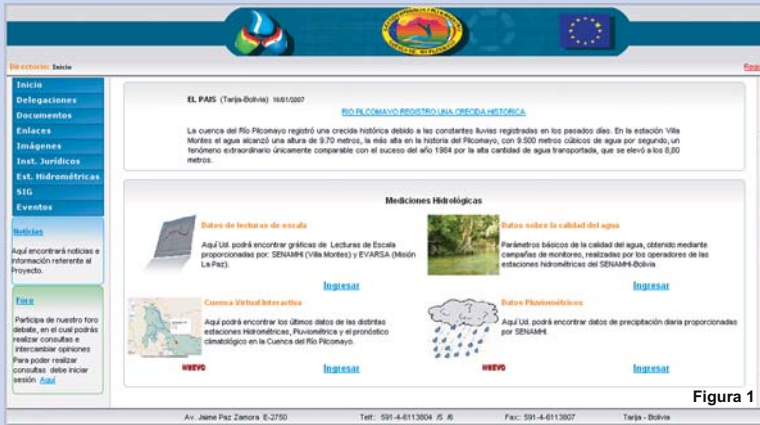 Directorio: Inicio
Inicio
Delegaciones
Documentos
Enlaces
Imágenes
Inst. Jurídicos
Est. Hidrométricas
SIG
Eventos
Noticias
Aquí encontrará noticias e
información referente al
Proyecto.
Foro
Participa de nuestro foro
debate, en el cual podrás
realizar consultas e
intercambiar opiniones
Para poder realizar
consultas debe iniciar
sesión Aquí
EL PAIS (Tarija-Bolivia) 18/01/2007
RIO PILCOMAYO REGISTRO UNA CRECIDA HISTÓRICA
La cuenca del Río Pilcomayo registró una crecida histórica debido a las constantes lluvias registradas en los pasados días. En la estación Villa
Montes el agua alcanzó una altura de 9.70 metros, la más alta en la historia del Pilcomayo, con 9.500 metros cúbicos de agua por segundo, un
fenómeno extraordinario únicamente comparable con el suceso del año 1984 por la alta cantidad de agua transportada, que se elevó a los 8,80
metros.
Mediciones Hidrológicas
Datos de lecturas de escala
Aquí Ud. podrá encontrar gráficas de Lecturas de Escala
proporcionadas por: SENAMHI (Villa Montes) y EVARSA (Misión
La Paz).
Ingresar
Datos sobre la calidad del agua
Parámetros básicos de la calidad del agua, obtenido mediante
campañas de monitoreo, realizadas por los operadores de las
estaciones hidrométricas del SENAMHI-Bolivia
Ingresar
Cuenca Virtual Interactiva
Aquí podrá encontrar los últimos datos de las distintas
estaciones Hidrométricas, Pluviométrica y el pronóstico
climatológico en la Cuenca del Río Pilcomayo.
NUEVO
Ingresar
Datos Pluviométricos
Aquí Ud. podrá encontrar datos de precipitación diaria proporcionadas
por SENAMHI.
NUEVO
Ingresar
Figura 1
Av. Jaime Paz Zamora E-2750 Telf.: 591-4-6113804 /5 /6 Fax: 591-4-6113807 Tarija - Bolivia